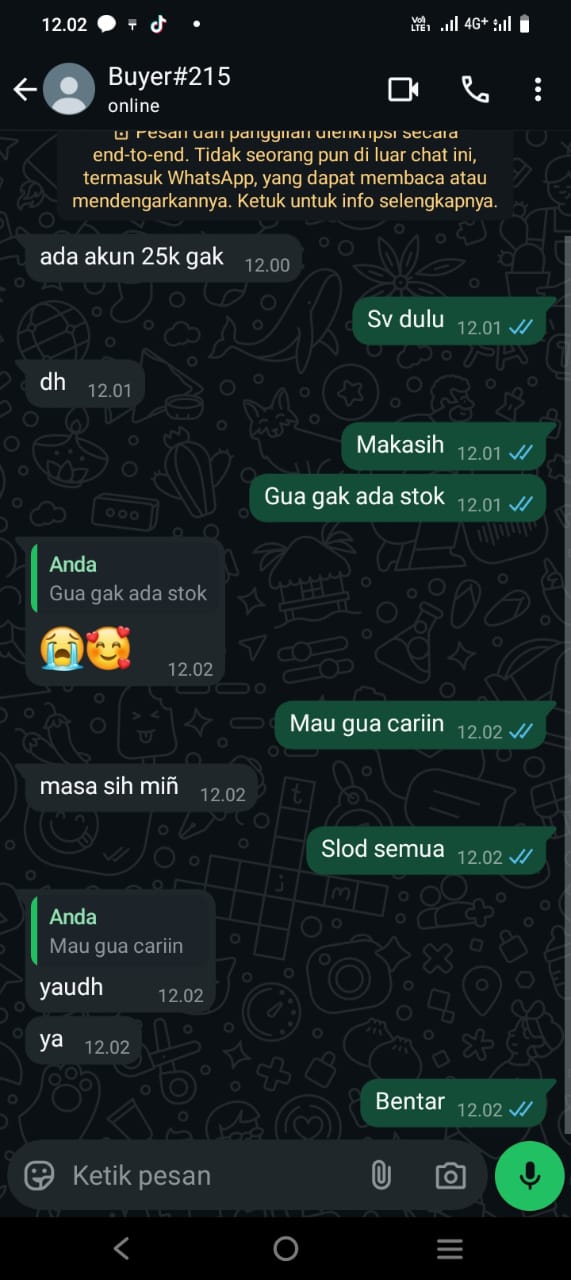 12.02
Vo) LTE1
4G+
Buyer#215
online
Pesan dan panggilan dienkripsi secara
end-to-end. Tidak seorang pun di luar chat ini,
termasuk WhatsApp, yang dapat membaca atau
mendengarkannya. Ketuk untuk info selengkapnya.
ada akun 25k gak 12.00
Sv dulu 12.01
dh 12.01
Makasih 12.01
Gua gak ada stok 12.01
Anda
Gua gak ada stok
😭🥰
12.02
Mau gua cariin 12.02
masa sih miñ 12.02
Slod semua 12.02
Anda
Mau gua cariin
yaudh 12.02
ya 12.02
Bentar 12.02
Ketik pesan